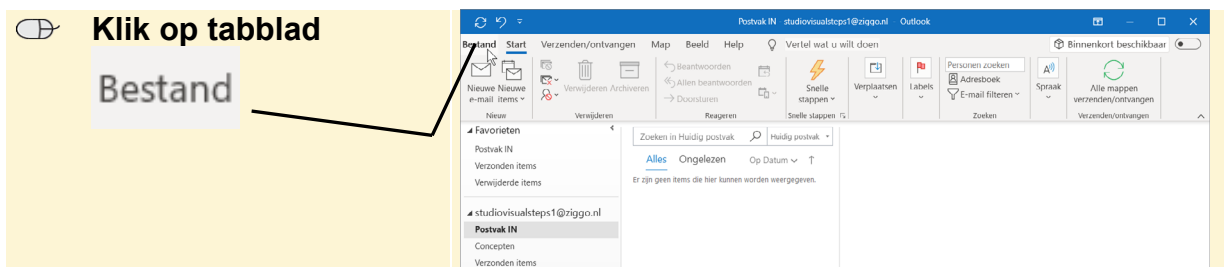 Klik op tabblad
Bestand
Postvak IN - studiovisualsteps1@ziggo.nl - Outlook
Bestand Start Verzenden/ontvangen Map Beeld Help Vertel wat u wilt doen Binnenkort beschikbaar
Nieuwe e-mail
Nieuwe items
Nieuw
Verwijderen
Archiveren
Verwijderen
Beantwoorden
Allen beantwoorden
Doorsturen
Reageren
Snelle stappen
Snelle stappen
Verplaatsen
Labels
Personen zoeken
Adresboek
E-mail filteren
Zoeken
Spraak
Alle mappen
verzenden/ontvangen
Verzenden/ontvangen
Favorieten
Postvak IN
Verzonden items
Verwijderde items
studiovisualsteps1@ziggo.nl
Postvak IN
Concepten
Verzonden items
Zoeken in Huidig postvak Huidig postvak
Alles Ongelezen Op Datum
Er zijn geen items die hier kunnen worden weergegeven.